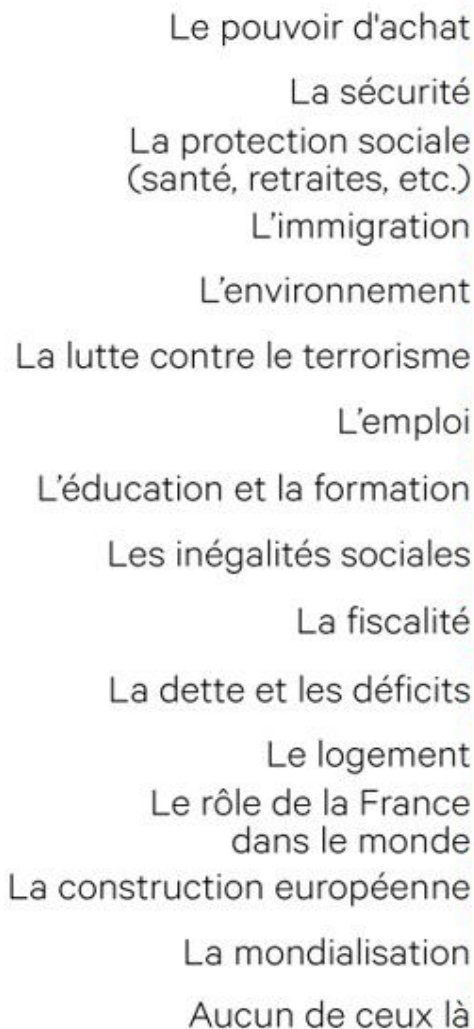 Le pouvoir d'achat
La sécurité
La protection sociale
(santé, retraites, etc.)
L’immigration
L’environnement
La lutte contre le terrorisme
L’emploi
L’éducation et la formation
Les inégalités sociales
La fiscalité
La dette et les déficits
Le logement
Le rôle de la France
dans le monde
La construction européenne
La mondialisation
Aucun de ceux là